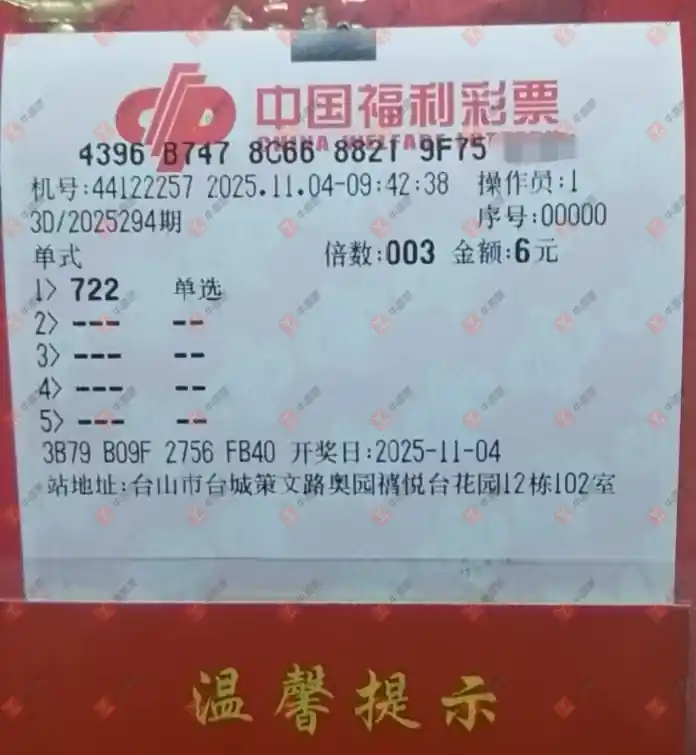 中国福利彩票
CHINA WELFARE LOTTERY
4396 B747 8C66 8821 9F75
机号:44122257 2025.11.04-09:42:38 操作员:1
3D/2025294期 序号:00000
单式 倍数:003 金额:6元
1> 722 单选
2> --- --
3> --- --
4> --- --
5> --- --
3B79 B09F 2756 FB40 开奖日:2025-11-04
站地址:台山市台城策文路奥园禧悦台花园12栋102室
温馨提示